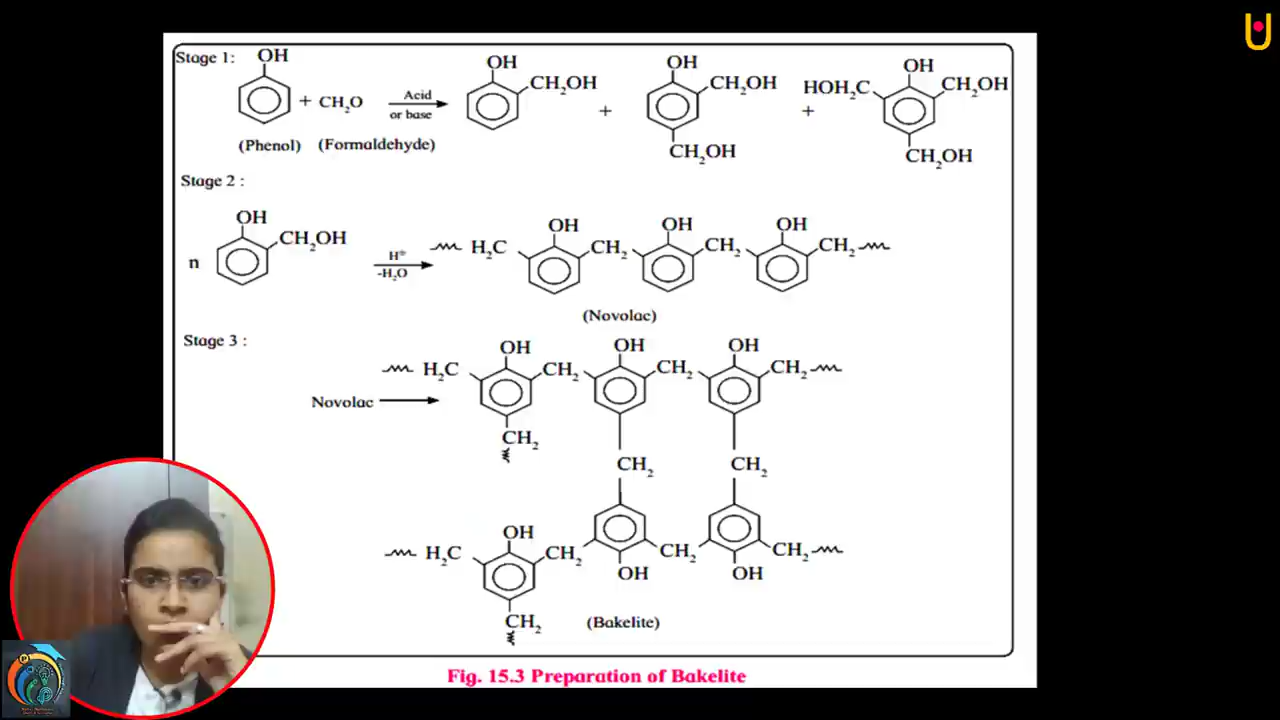 Stage 1:
OH
+ CH₂O
Acid
or base
(Phenol) (Formaldehyde)
OH
CH₂OH
+
OH
CH₂OH
CH₂OH
+
OH
HOH₂C
CH₂OH
CH₂OH
Stage 2 :
n
OH
CH₂OH
H⊕
-H₂O
H₂C
OH
CH₂
OH
CH₂
OH
CH₂
(Novolac)
Stage 3 :
Novolac
H₂C
OH
CH₂
OH
CH₂
OH
CH₂
CH₂
CH₂
CH₂
H₂C
OH
CH₂
OH
CH₂
OH
CH₂
CH₂
(Bakelite)
Fig. 15.3 Preparation of Bakelite